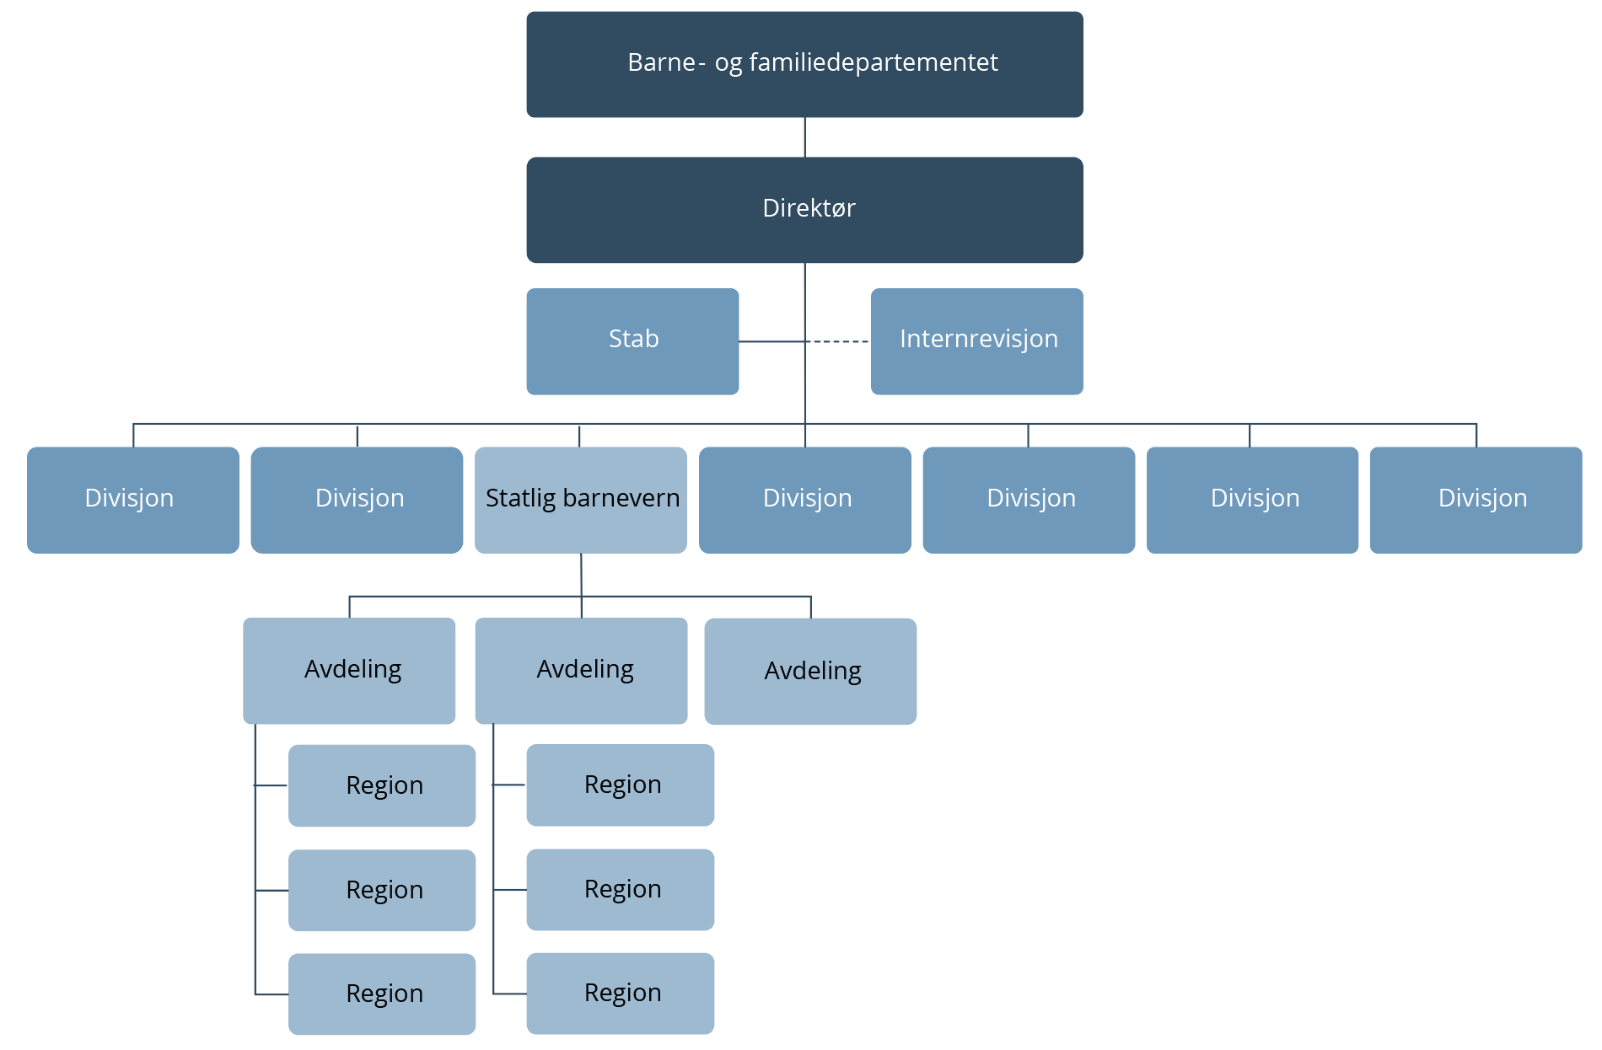 Barne- og familiedepartementet
Direktør
Stab
Internrevisjon
Divisjon
Divisjon
Statlig barnevern
Divisjon
Divisjon
Divisjon
Divisjon
Avdeling
Avdeling
Avdeling
Region
Region
Region
Region
Region
Region